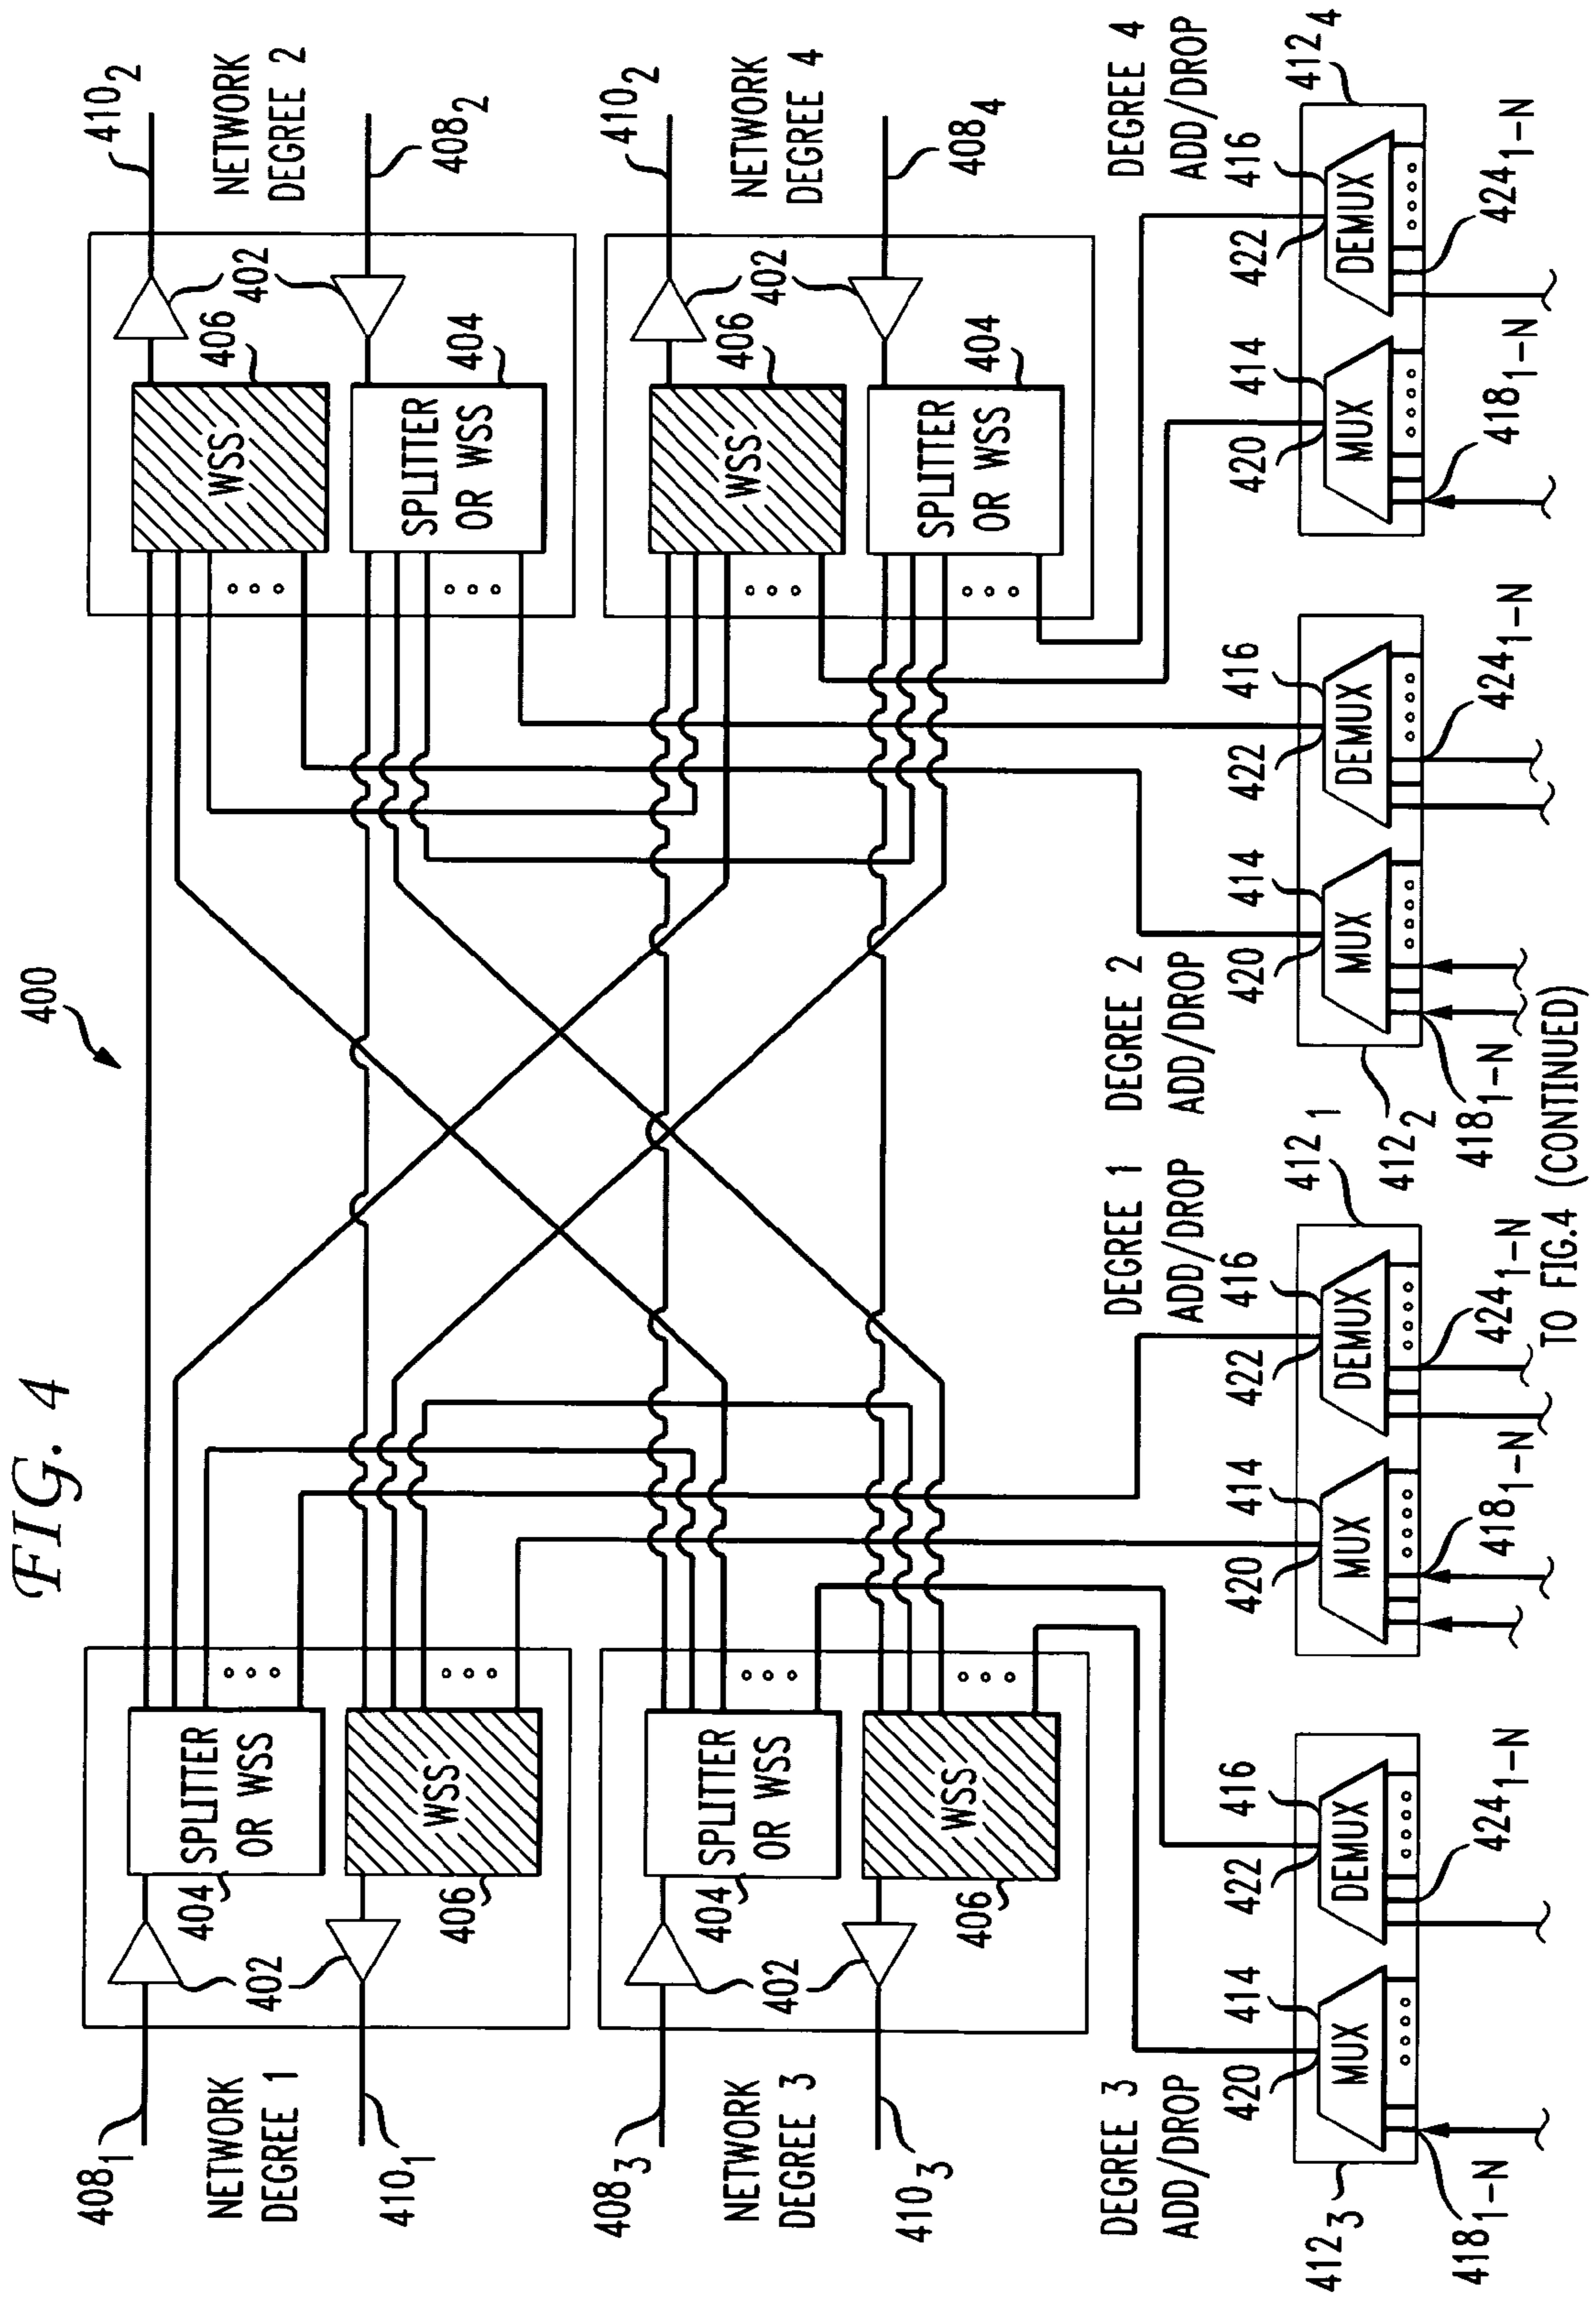 FIG. 4
400
408₁
NETWORK
DEGREE 1
410₁
402
404
SPLITTER
OR WSS
WSS
406
410₂
NETWORK
DEGREE 2
408₂
402
406
WSS
404
SPLITTER
OR WSS
408₃
NETWORK
DEGREE 3
410₃
402
404
SPLITTER
OR WSS
WSS
406
410₂
NETWORK
DEGREE 4
408₄
402
406
WSS
404
SPLITTER
OR WSS
DEGREE 3
ADD/DROP
420
414
422
416
MUX
DEMUX
412₃
418₁₋N
424₁₋N
DEGREE 1
ADD/DROP
420
414
422
416
MUX
DEMUX
412₁
418₁₋N
424₁₋N
DEGREE 2
ADD/DROP
420
414
422
416
MUX
DEMUX
412₂
418₁₋N
424₁₋N
DEGREE 4
ADD/DROP
420
414
422
416
MUX
DEMUX
412₄
418₁₋N
424₁₋N
TO FIG.4 (CONTINUED)